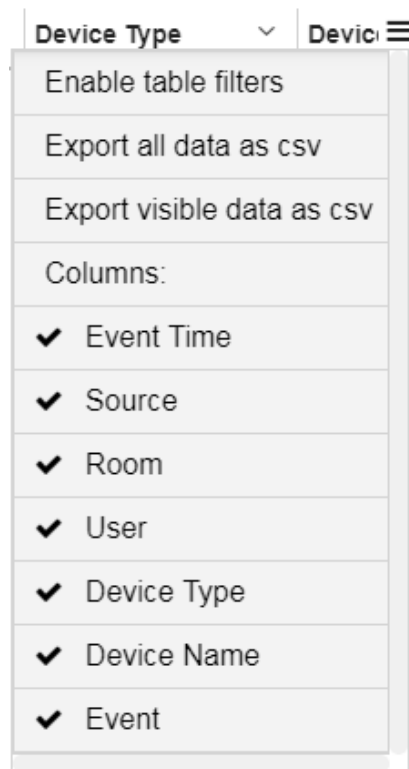 Device Type Devic
Enable table filters
Export all data as csv
Export visible data as csv
Columns:
Event Time
Source
Room
User
Device Type
Device Name
Event